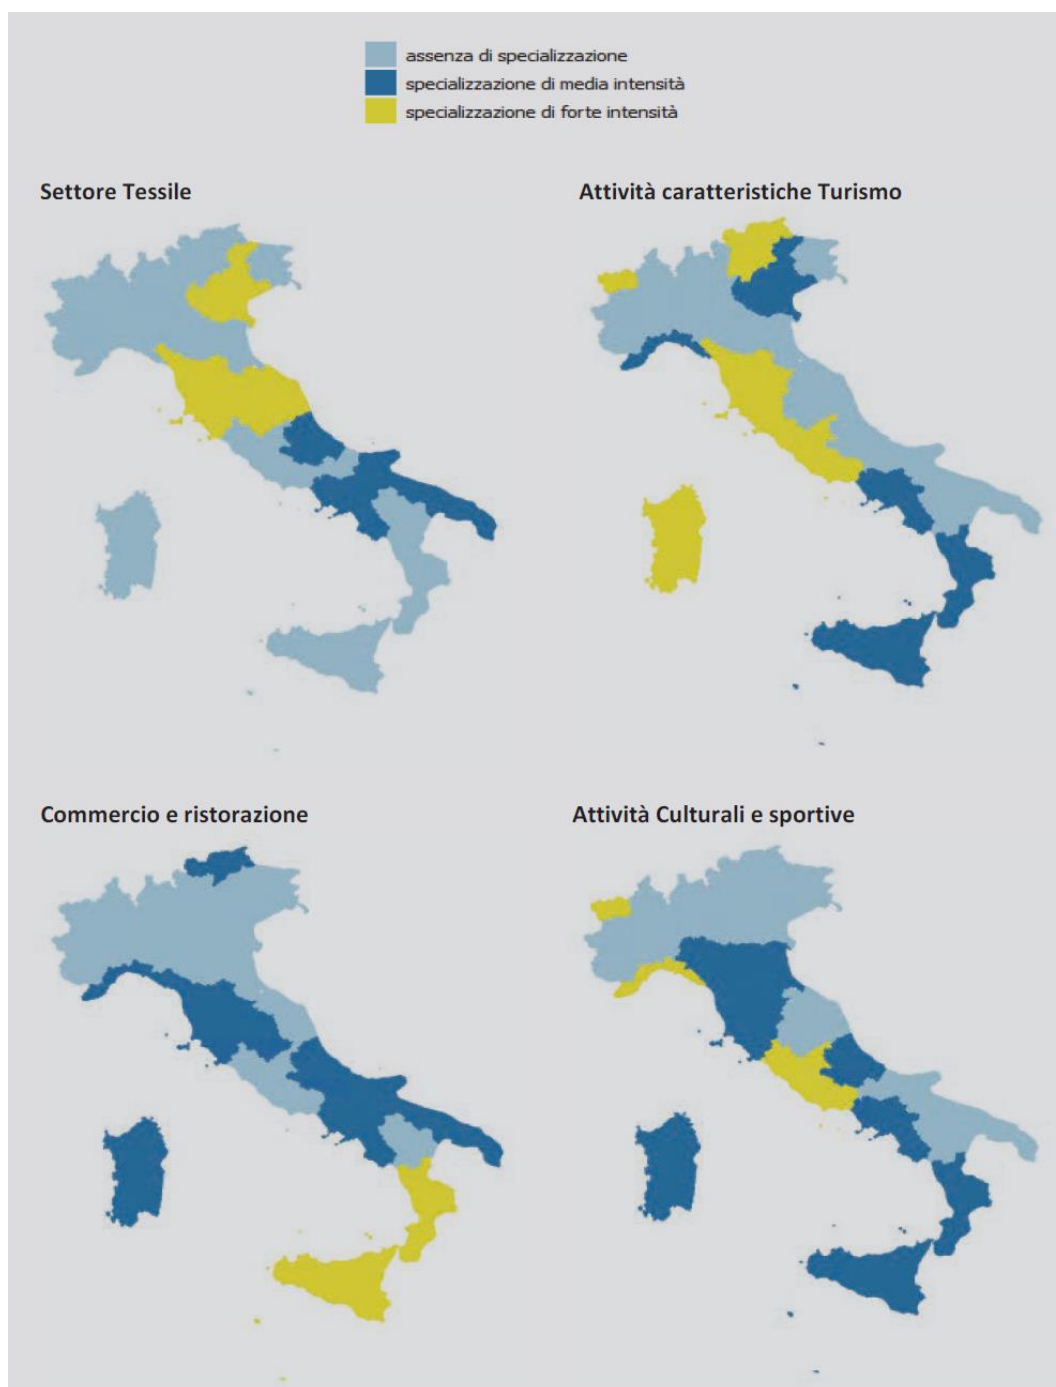 assenza di specializzazione
specializzazione di media intensità
specializzazione di forte intensità
Settore Tessile
Attività caratteristiche Turismo
Commercio e ristorazione
Attività Culturali e sportive